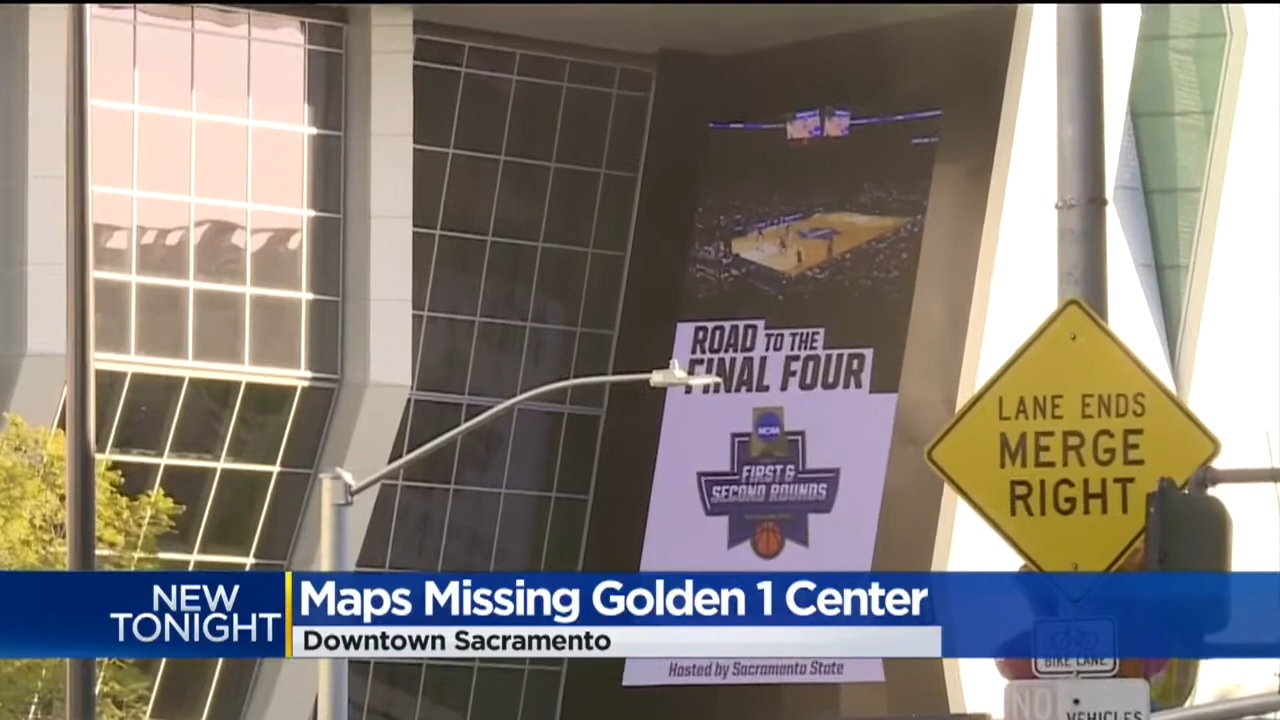 ROAD TO THE
FINAL FOUR
NCAA
FIRST &
SECOND ROUNDS
LANE ENDS
MERGE
RIGHT
NEW
TONIGHT
Maps Missing Golden 1 Center
Downtown Sacramento
Hosted by Sacramento State
BIKE LANE
NO
VEHICLES